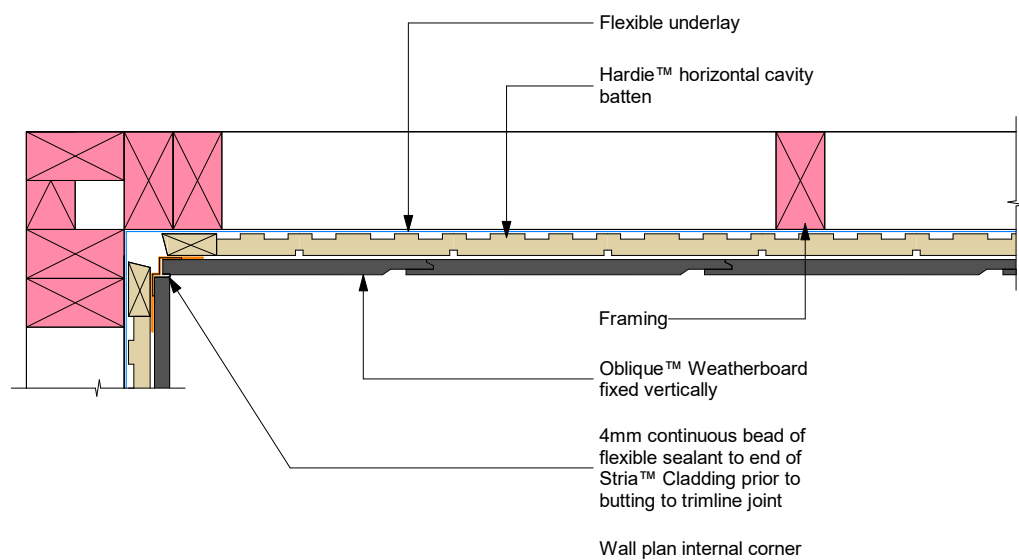 Flexible underlay
Hardie™ horizontal cavity
batten
Framing
Oblique™ Weatherboard
fixed vertically
4mm continuous bead of
flexible sealant to end of
Stria™ Cladding prior to
butting to trimline joint
Wall plan internal corner